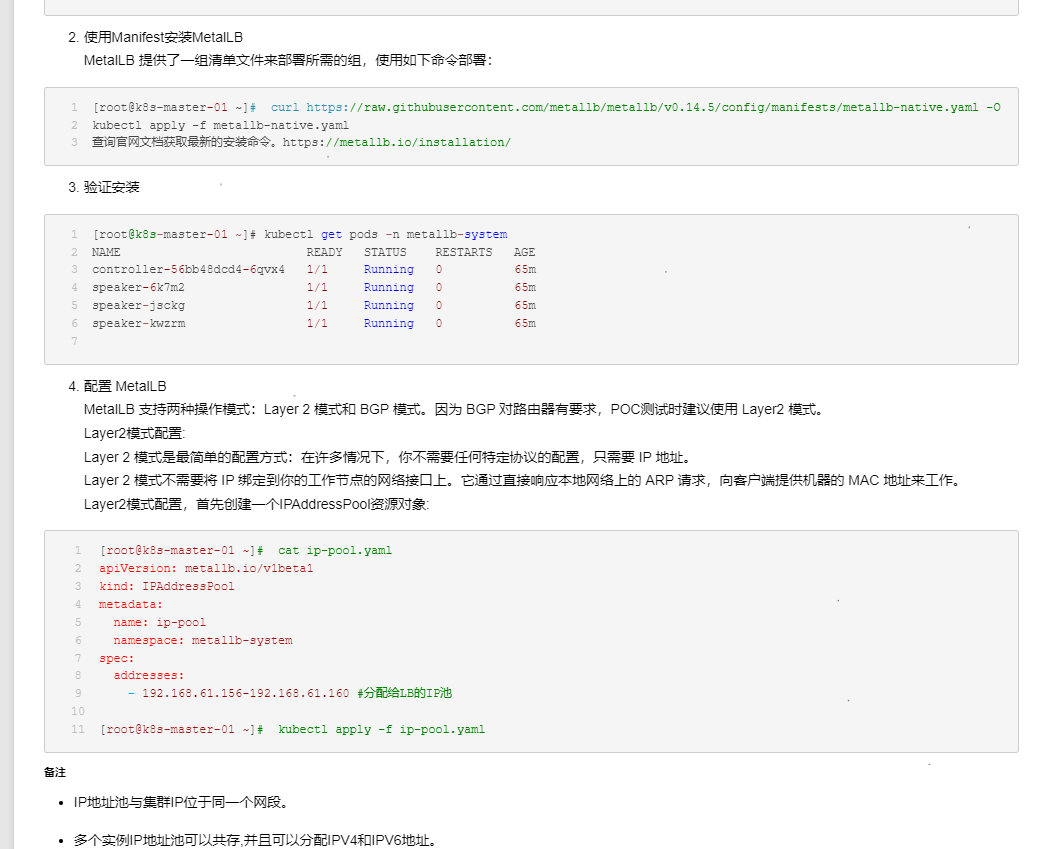 2. 使用Manifest安装MetalLB
MetalLB 提供了一组清单文件来部署所需的组，使用如下命令部署：
1 [root@k8s-master-01 ~]#  curl https://raw.githubusercontent.com/metallb/metallb/v0.14.5/config/manifests/metallb-native.yaml -O
2 kubectl apply -f metallb-native.yaml
3 查询官网文档获取最新的安装命令。https://metallb.io/installation/
3. 验证安装
1 [root@k8s-master-01 ~]# kubectl get pods -n metallb-system
2 NAME                          READY   STATUS    RESTARTS   AGE
3 controller-56bb48dcd4-6qvx4   1/1     Running   0          65m
4 speaker-6k7m2                 1/1     Running   0          65m
5 speaker-jsckg                 1/1     Running   0          65m
6 speaker-kwzrm                 1/1     Running   0          65m
7
4. 配置 MetalLB
MetalLB 支持两种操作模式：Layer 2 模式和 BGP 模式。因为 BGP 对路由器有要求，POC测试时建议使用 Layer2 模式。
Layer2模式配置:
Layer 2 模式是最简单的配置方式：在许多情况下，你不需要任何特定协议的配置，只需要 IP 地址。
Layer 2 模式不需要将 IP 绑定到你的工作节点的网络接口上。它通过直接响应本地网络上的 ARP 请求，向客户端提供机器的 MAC 地址来工作。
Layer2模式配置，首先创建一个IPAddressPool资源对象:
1 [root@k8s-master-01 ~]#  cat ip-pool.yaml
2 apiVersion: metallb.io/v1beta1
3 kind: IPAddressPool
4 metadata:
5   name: ip-pool
6   namespace: metallb-system
7 spec:
8   addresses:
9     - 192.168.61.156-192.168.61.160 #分配给LB的IP池
10
11 [root@k8s-master-01 ~]#  kubectl apply -f ip-pool.yaml
备注
• IP地址池与集群IP位于同一个网段。
• 多个实例IP地址池可以共存,并且可以分配IPV4和IPV6地址。